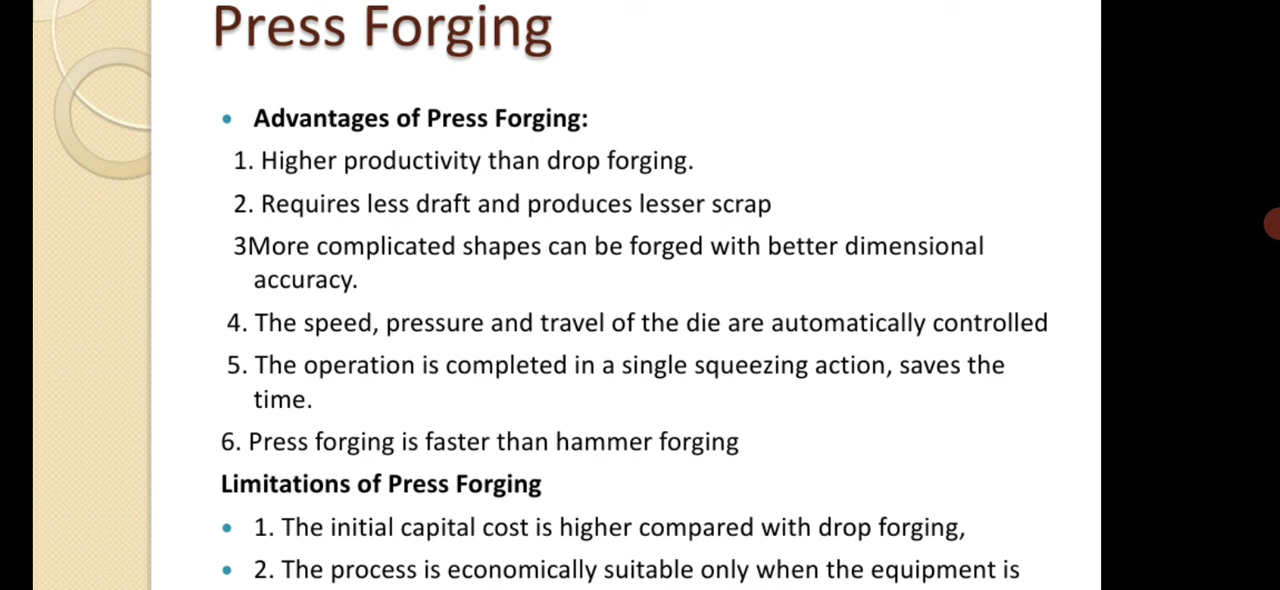 Press Forging
• Advantages of Press Forging:
1. Higher productivity than drop forging.
2. Requires less draft and produces lesser scrap
3More complicated shapes can be forged with better dimensional
accuracy.
4. The speed, pressure and travel of the die are automatically controlled
5. The operation is completed in a single squeezing action, saves the
time.
6. Press forging is faster than hammer forging
Limitations of Press Forging
• 1. The initial capital cost is higher compared with drop forging,
• 2. The process is economically suitable only when the equipment is